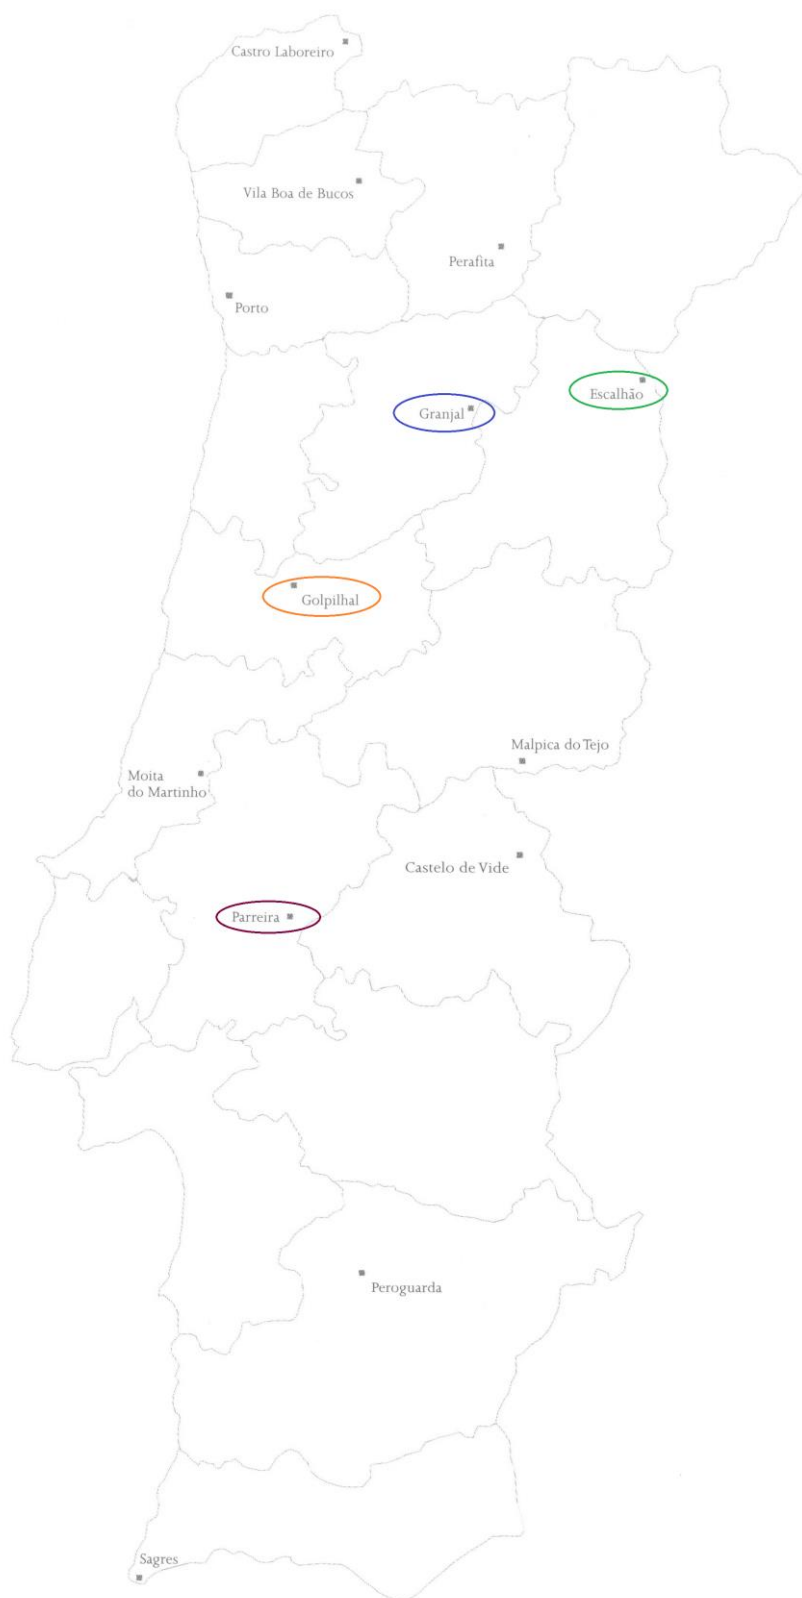 Castro Laboreiro
Vila Boa de Bucos
Perafita
Porto
Escalhão
Granjal
Golpilhal
Malpica do Tejo
Moita
do Martinho
Castelo de Vide
Parreira
Peroguarda
Sagres